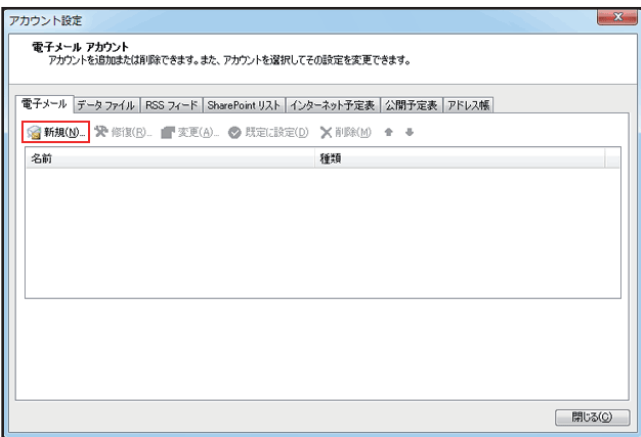 アカウント設定
電子メール アカウント
アカウントを追加または削除できます。また、アカウントを選択してその設定を変更できます。
電子メール データ ファイル RSS フィード SharePoint リスト インターネット予定表 公開予定表 アドレス帳
新規(N)... 修復(R)... 変更(A)... 既定に設定(D) 削除(M)
名前 種類
閉じる(C)